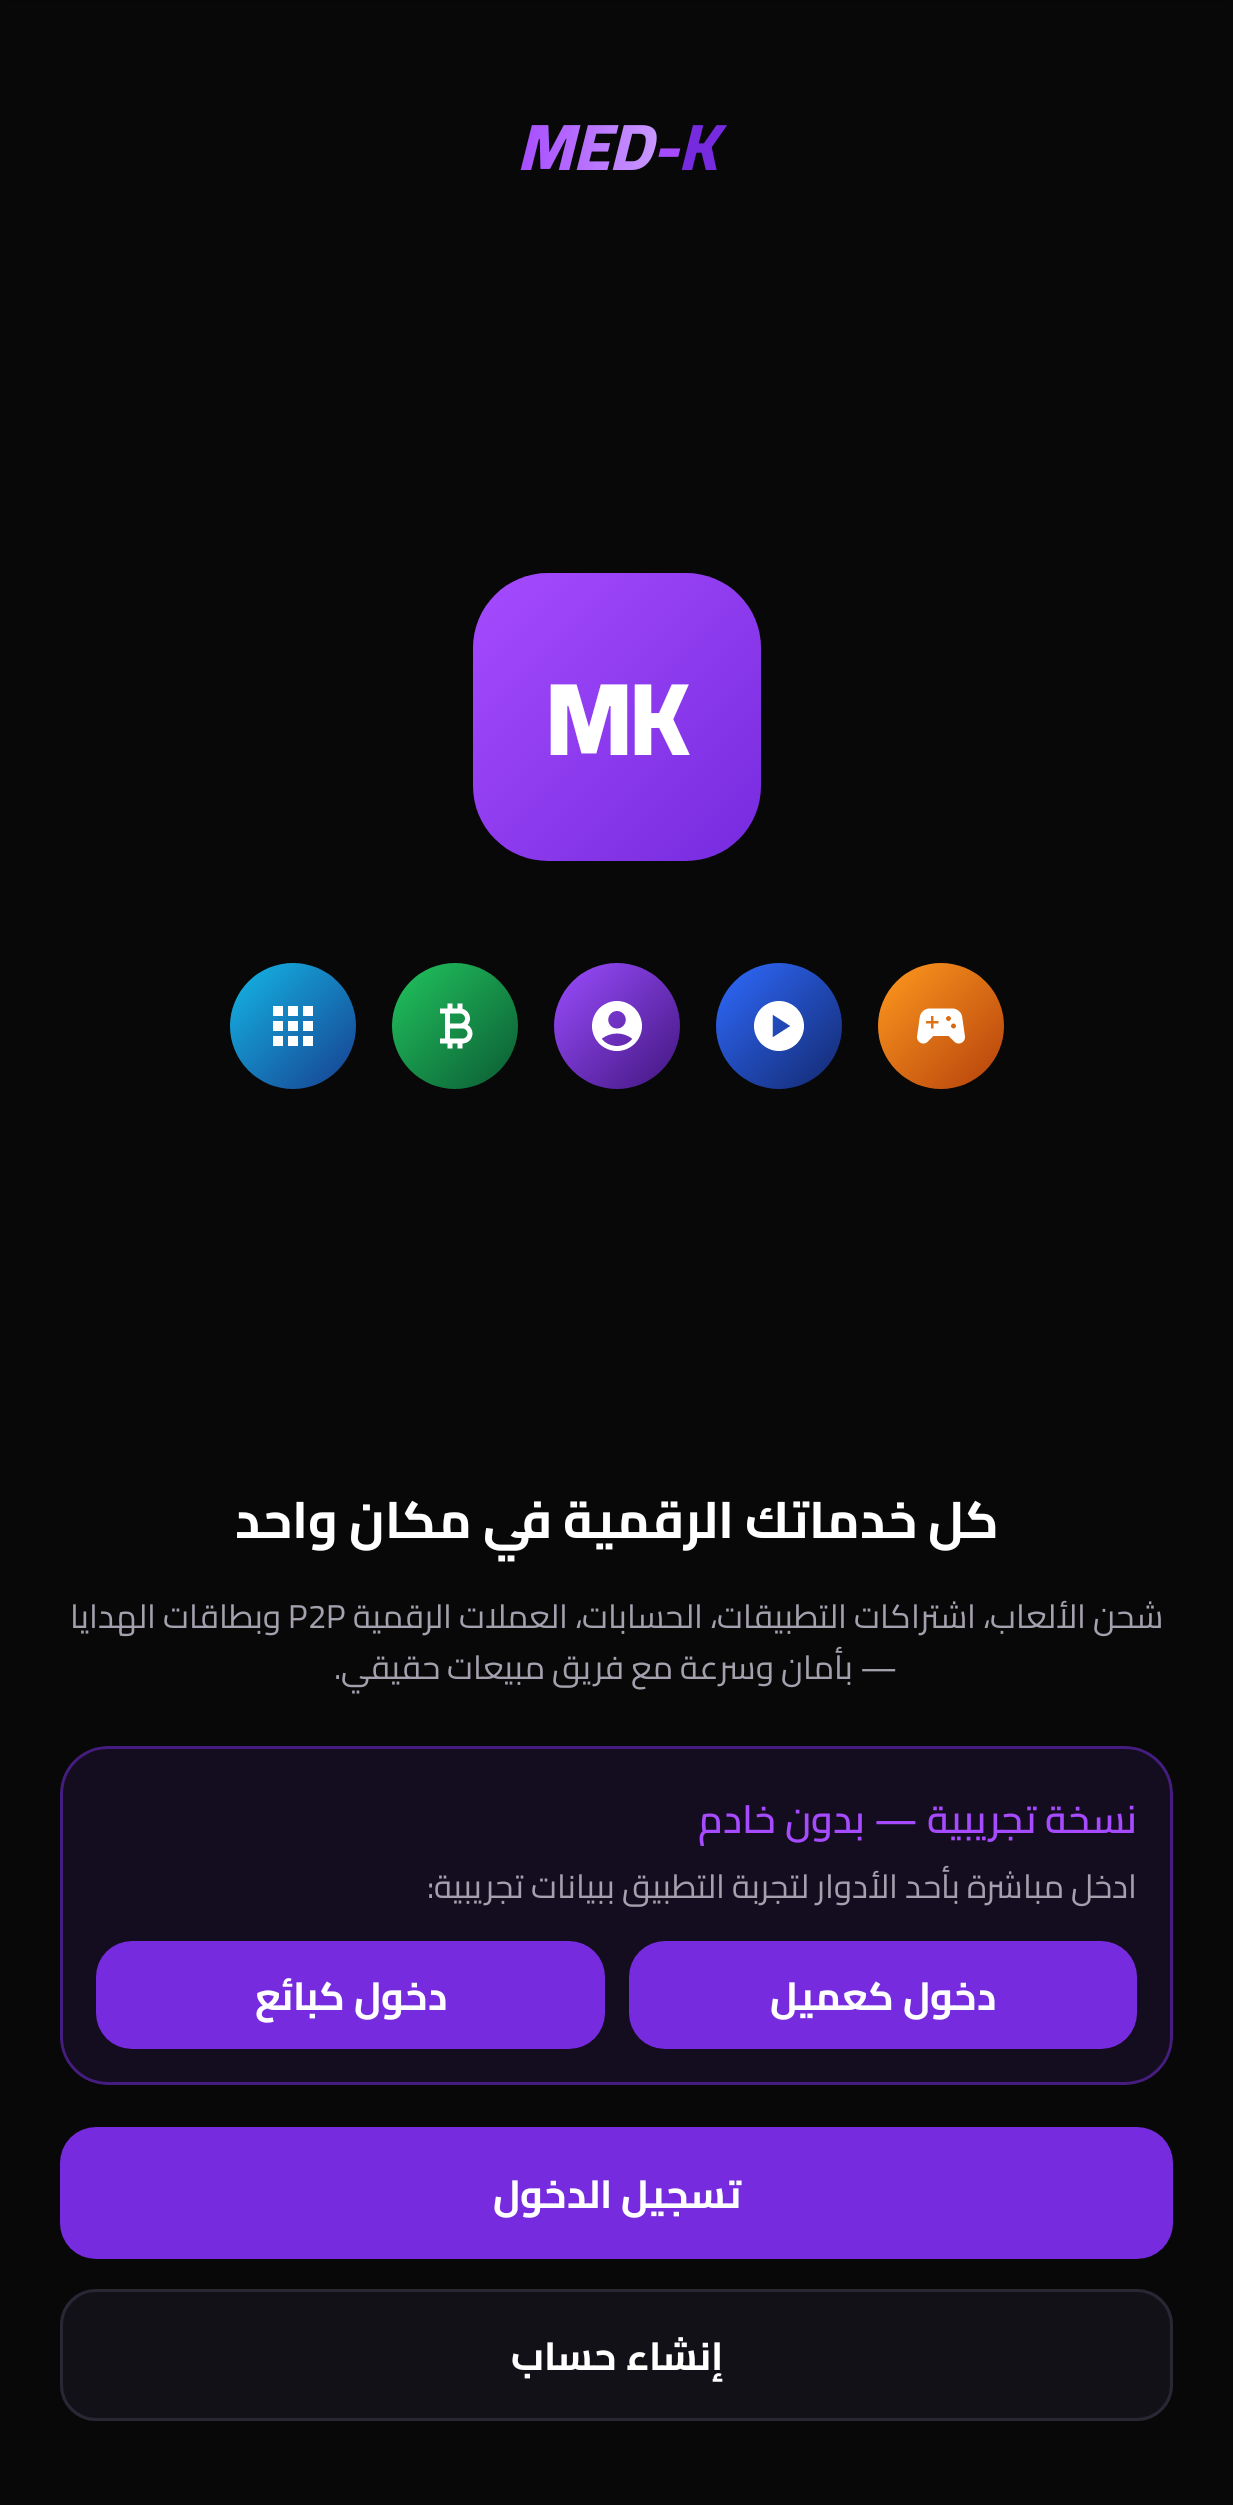 MED-K
MK
كل خدماتك الرقمية في مكان واحد
شحن الألعاب، اشتراكات التطبيقات، الحسابات، العملات الرقمية P2P وبطاقات الهدايا
— بأمان وسرعة مع فريق مبيعات حقيقي.
نسخة تجريبية — بدون خادم
ادخل مباشرة بأحد الأدوار لتجربة التطبيق ببيانات تجريبية:
دخول كعميل
دخول كبائع
تسجيل الدخول
إنشاء حساب